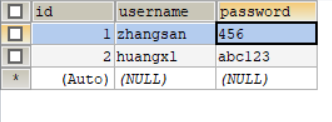 id username password
1 zhangsan 456
2 huangxl abc123
* (Auto) (NULL) (NULL)